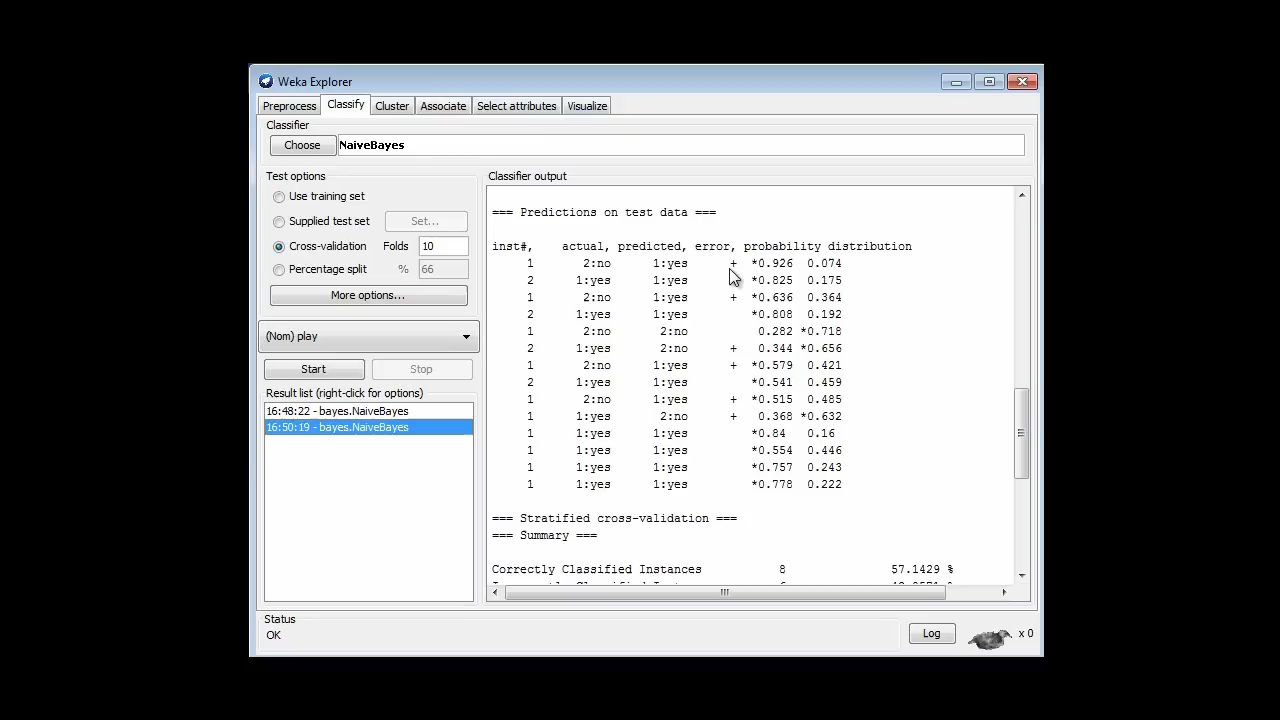 Weka Explorer
Preprocess Classify Cluster Associate Select attributes Visualize
Classifier
Choose NaiveBayes
Test options
Use training set
Supplied test set Set...
Cross-validation Folds 10
Percentage split % 66
More options...
(Nom) play
Start Stop
Result list (right-click for options)
16:48:22 - bayes.NaiveBayes
16:50:19 - bayes.NaiveBayes
Classifier output
=== Predictions on test data ===
inst#, actual, predicted, error, probability distribution
1 2:no 1:yes + *0.926 0.074
2 1:yes 1:yes *0.825 0.175
1 2:no 1:yes + *0.636 0.364
2 1:yes 1:yes *0.808 0.192
1 2:no 2:no 0.282 *0.718
2 1:yes 2:no + 0.344 *0.656
1 2:no 1:yes + *0.579 0.421
2 1:yes 1:yes *0.541 0.459
1 2:no 1:yes + *0.515 0.485
1 1:yes 2:no + 0.368 *0.632
1 1:yes 1:yes *0.84 0.16
1 1:yes 1:yes *0.554 0.446
1 1:yes 1:yes *0.757 0.243
1 1:yes 1:yes *0.778 0.222
=== Stratified cross-validation ===
=== Summary ===
Correctly Classified Instances 8 57.1429 %
Status
OK
Log x 0